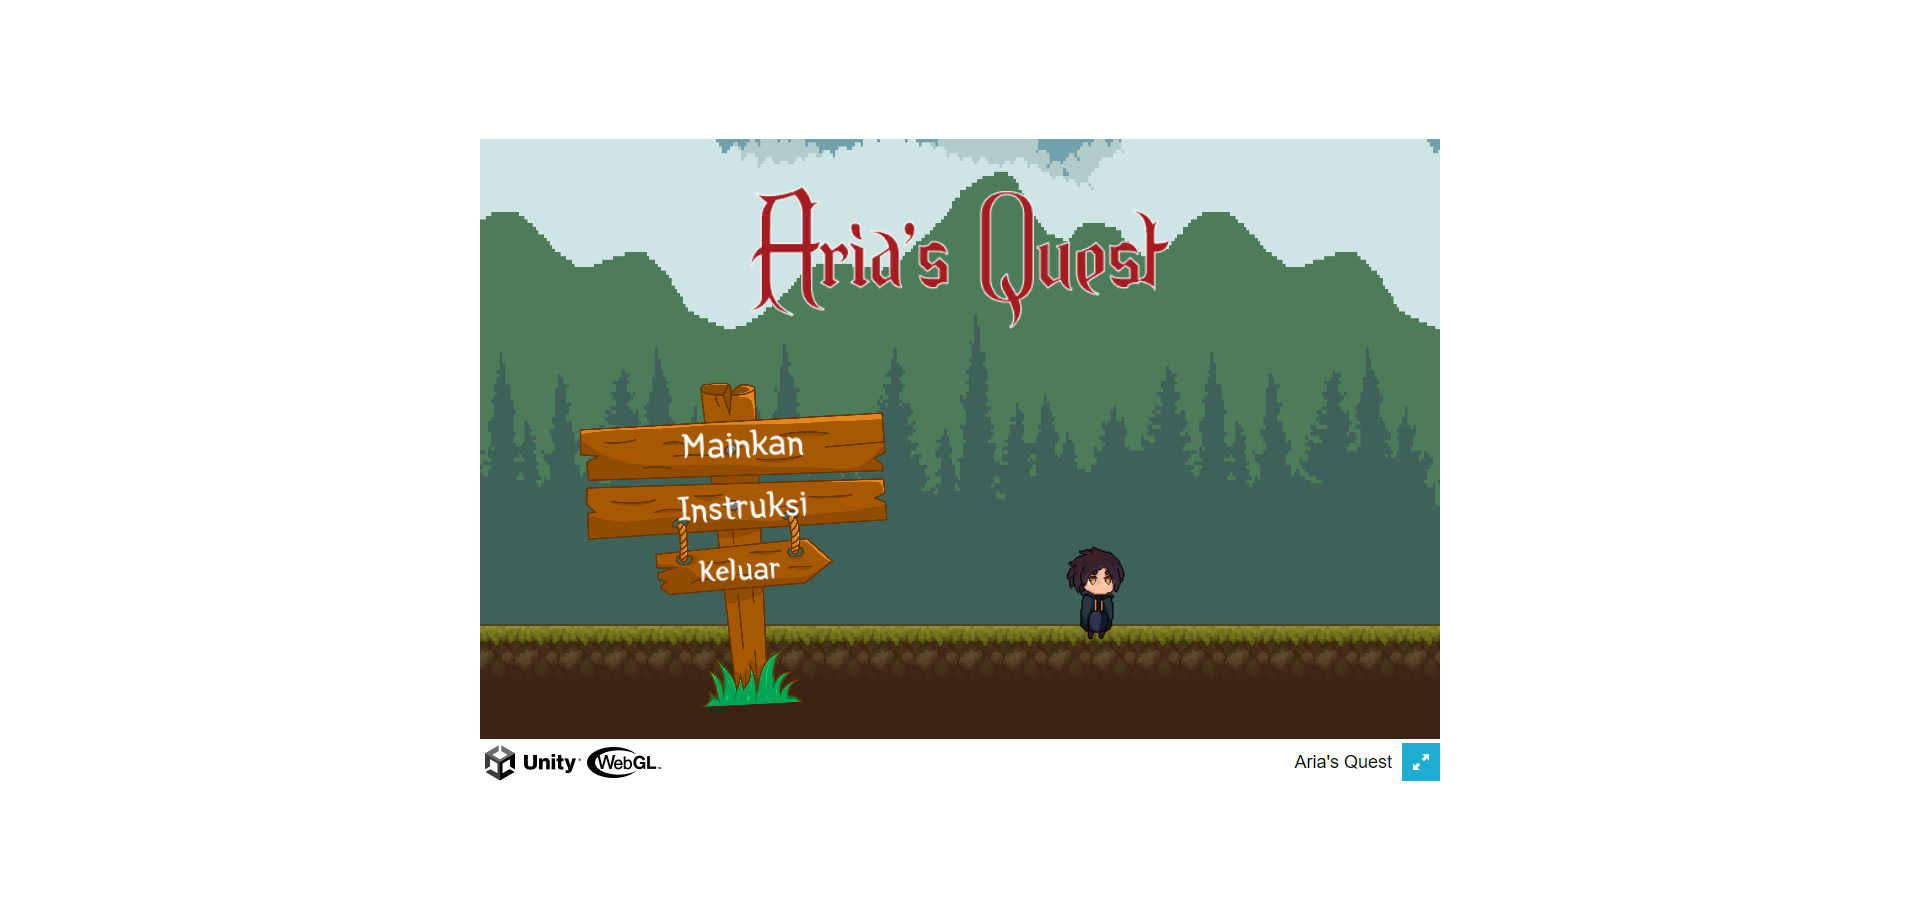 Aria's Quest
Mainkan
Instruksi
Keluar
Unity WebGL
Aria's Quest